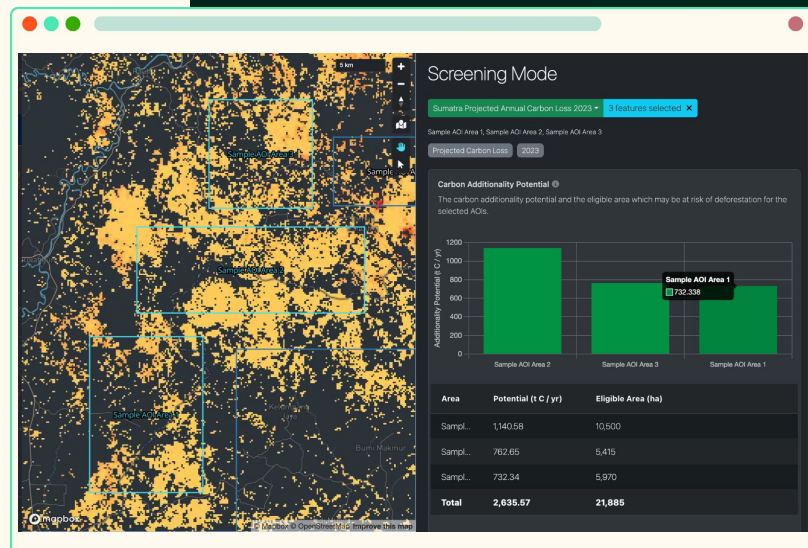 5 km
Sample AOI Area 3
Sample
Sample AOI Area 2
Sample AOI Area
Bumi Makmur
mapbox
© Mapbox © OpenStreetMap Improve this map
Screening Mode
Sumatra Projected Annual Carbon Loss 2023
3 features selected
Sample AOI Area 1, Sample AOI Area 2, Sample AOI Area 3
Projected Carbon Loss
2023
Carbon Additionality Potential
The carbon additionality potential and the eligible area which may be at risk of deforestation for the
selected AOIs.
Additionality Potential (t C / yr)
1200
1000
800
600
400
200
0
Sample AOI Area 1
732.338
Sample AOI Area 2
Sample AOI Area 3
Sample AOI Area 1
Area Potential (t C / yr) Eligible Area (ha)
Sampl... 1,140.58 10,500
Sampl... 762.65 5,415
Sampl... 732.34 5,970
Total 2,635.57 21,885